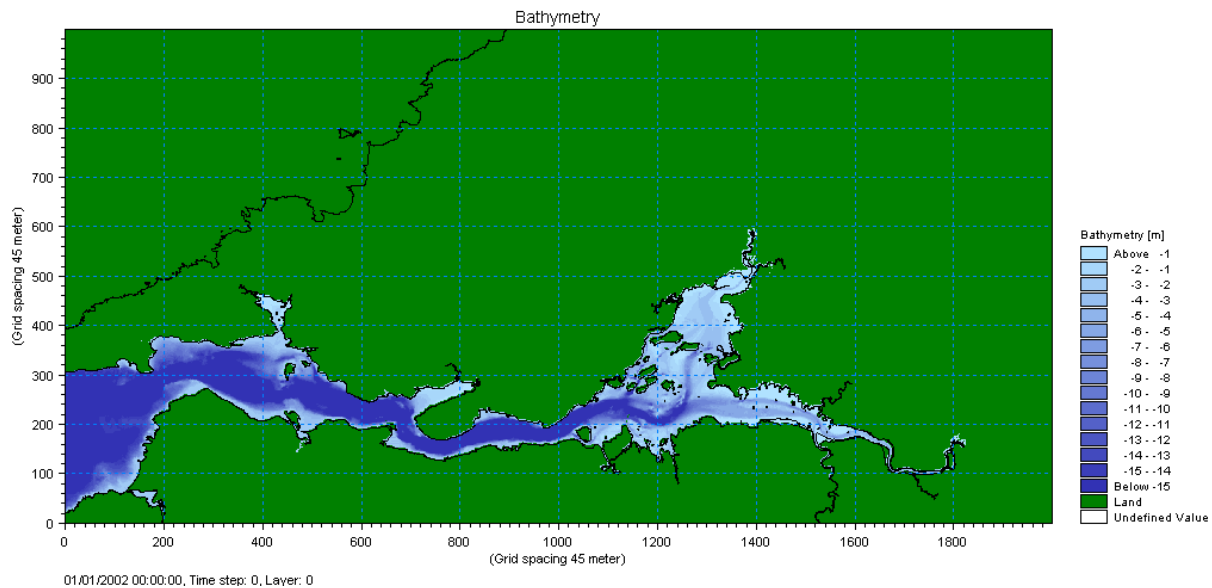 Bathymetry
900
800
700
600
500
400
300
200
100
0
(Grid spacing 45 meter)
0 200 400 600 800 1000 1200 1400 1600 1800
(Grid spacing 45 meter)
01/01/2002 00:00:00, Time step: 0, Layer: 0
Bathymetry [m]
Above -1
-2 - -1
-3 - -2
-4 - -3
-5 - -4
-6 - -5
-7 - -6
-8 - -7
-9 - -8
-10 - -9
-11 - -10
-12 - -11
-13 - -12
-14 - -13
-15 - -14
Below -15
Land
Undefined Value